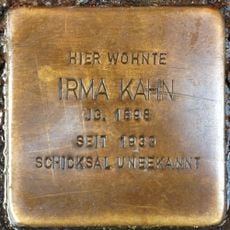 HIER WOHNTE
IRMA KAHN
JG. 1898
SEIT 1933
SCHICKSAL UNBEKANNT